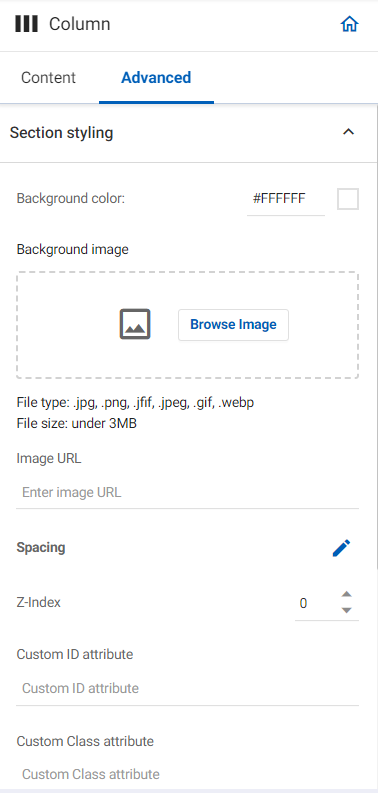 Column
Content Advanced
Section styling
Background color: #FFFFFF
Background image
Browse Image
File type: .jpg, .png, .jfif, .jpeg, .gif, .webp
File size: under 3MB
Image URL
Enter image URL
Spacing
Z-Index 0
Custom ID attribute
Custom ID attribute
Custom Class attribute
Custom Class attribute